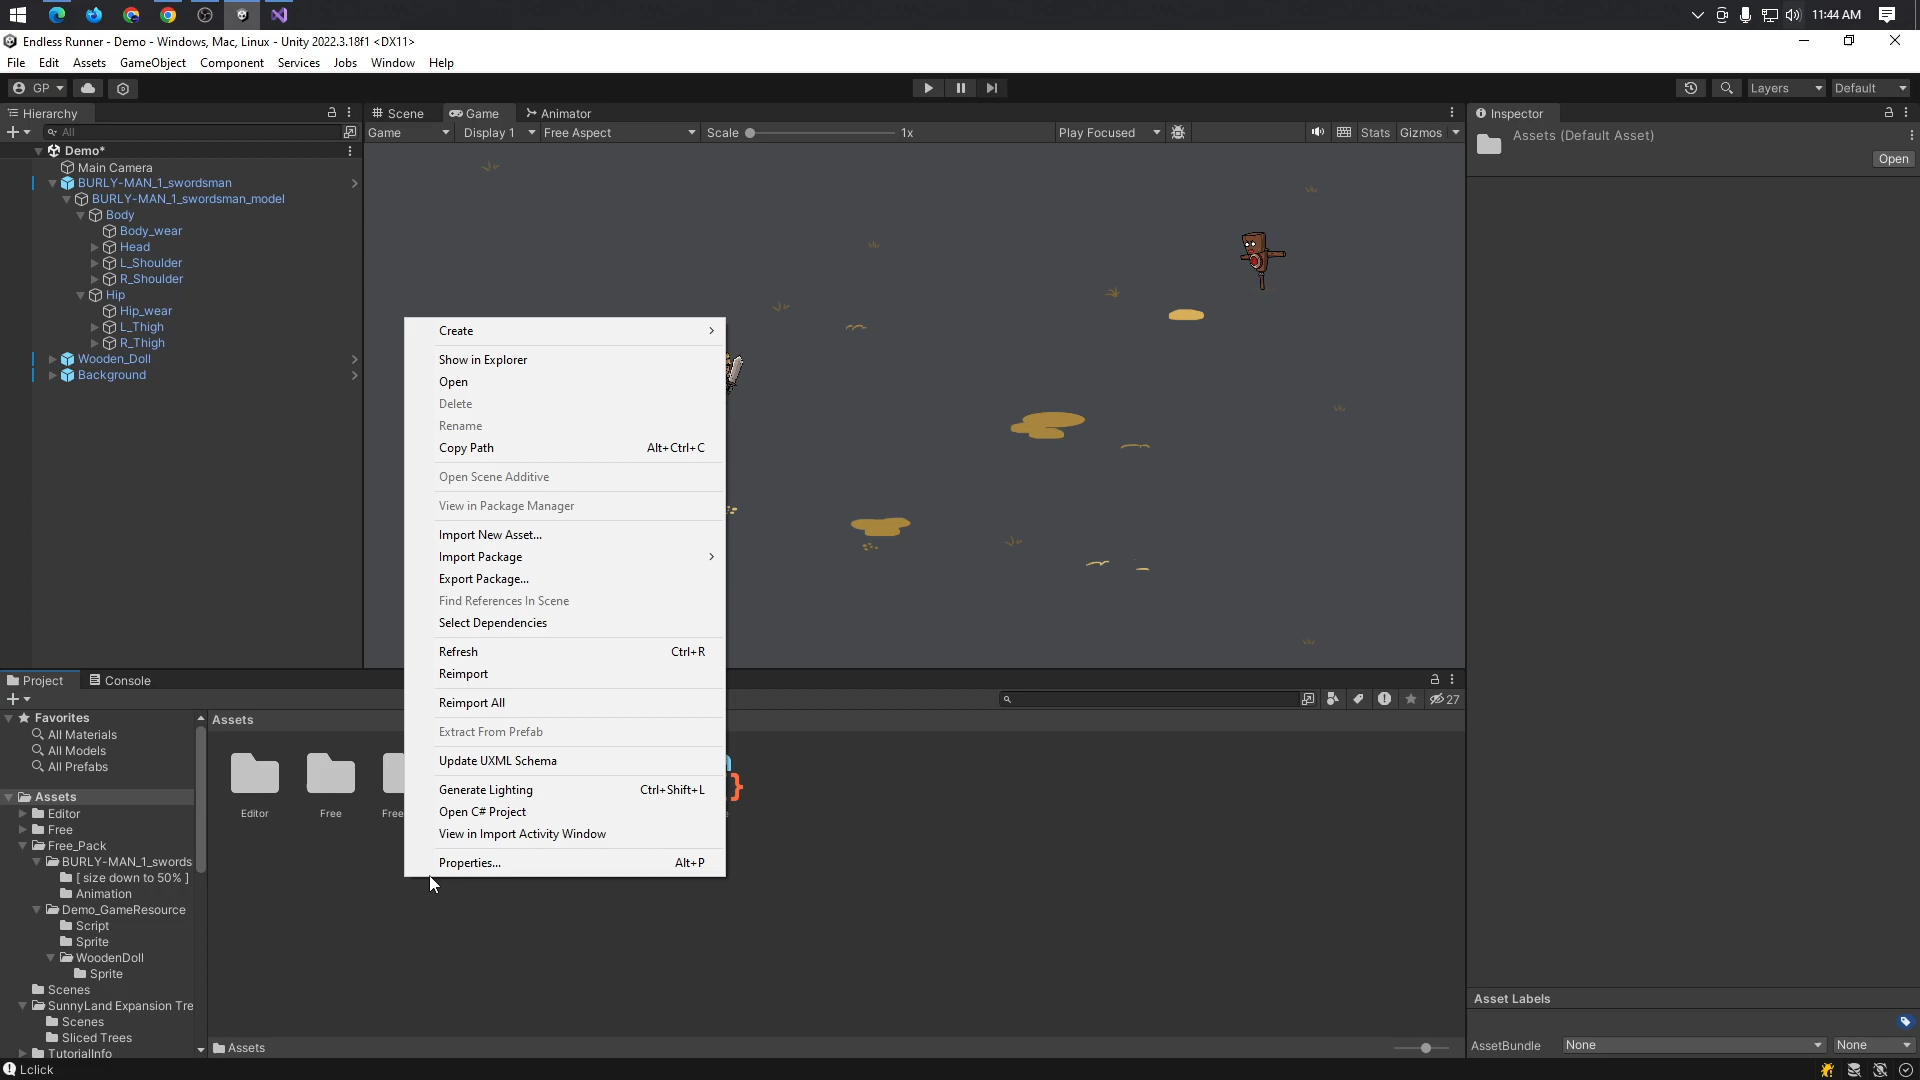 11:44 AM
Endless Runner - Demo - Windows, Mac, Linux - Unity 2022.3.18f1 <DX11>
File Edit Assets GameObject Component Services Jobs Window Help
GP
Layers
Default
Hierarchy
All
Demo*
Main Camera
BURLY-MAN_1_swordsman
BURLY-MAN_1_swordsman_model
Body
Body_wear
Head
L_Shoulder
R_Shoulder
Hip
Hip_wear
L_Thigh
R_Thigh
Wooden_Doll
Background
Scene Game Animator
Game Display 1 Free Aspect Scale 1x Play Focused Stats Gizmos
Create
Show in Explorer
Open
Delete
Rename
Copy Path Alt+Ctrl+C
Open Scene Additive
View in Package Manager
Import New Asset...
Import Package
Export Package...
Find References In Scene
Select Dependencies
Refresh Ctrl+R
Reimport
Reimport All
Extract From Prefab
Update UXML Schema
Generate Lighting Ctrl+Shift+L
Open C# Project
View in Import Activity Window
Properties... Alt+P
Inspector
Assets (Default Asset)
Open
Project Console
27
Favorites
All Materials
All Models
All Prefabs
Assets
Editor
Free
Free_Pack
BURLY-MAN_1_swords
[ size down to 50% ]
Animation
Demo_GameResource
Script
Sprite
WoodenDoll
Sprite
Scenes
SunnyLand Expansion Tre
Scenes
Sliced Trees
TutorialInfo
Assets
Editor
Free
Free
Assets
Asset Labels
AssetBundle None None
Lclick